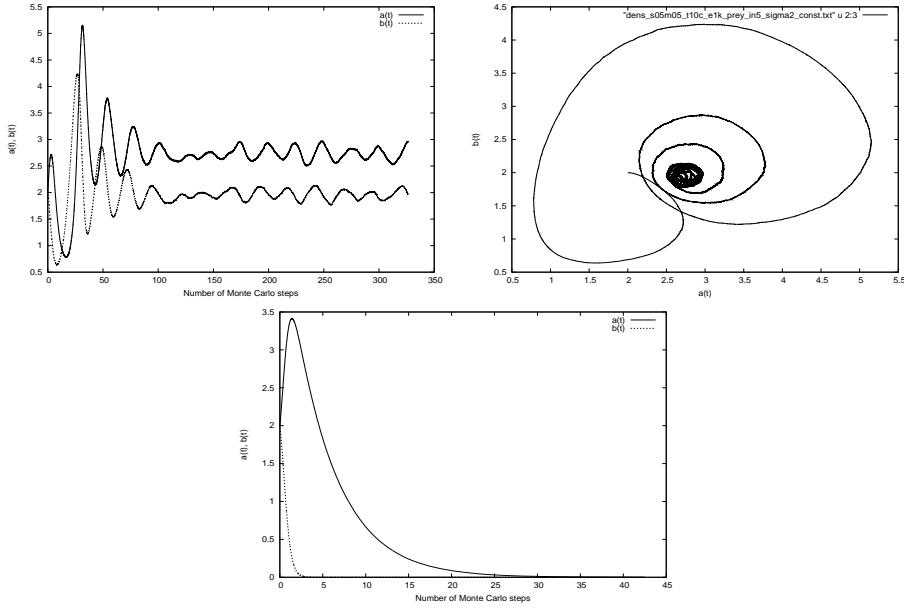 a(t)
b(t)
5.5
5
4.5
4
3.5
3
2.5
2
1.5
1
0.5
a(t), b(t)
0 50 100 150 200 250 300 350
Number of Monte Carlo steps
"dens_s05m05_t10c_e1k_prey_in5_sigma2_const.txt" u 2:3
4.5
4
3.5
3
2.5
2
1.5
1
0.5
b(t)
0.5 1 1.5 2 2.5 3 3.5 4 4.5 5 5.5
a(t)
a(t)
b(t)
3.5
3
2.5
2
1.5
1
0.5
0
a(t), b(t)
0 5 10 15 20 25 30 35 40 45
Number of Monte Carlo steps